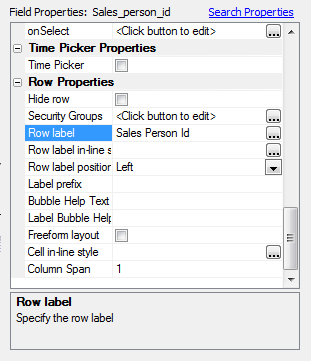 Field Properties: Sales_person_id Search Properties
onSelect <Click button to edit> ...
Time Picker Properties
Time Picker
Row Properties
Hide row
Security Groups <Click button to edit> ...
Row label Sales Person Id ...
Row label in-line s ...
Row label position Left
Label prefix
Bubble Help Text
Label Bubble Help
Freeform layout
Cell in-line style ...
Column Span 1
Row label
Specify the row label